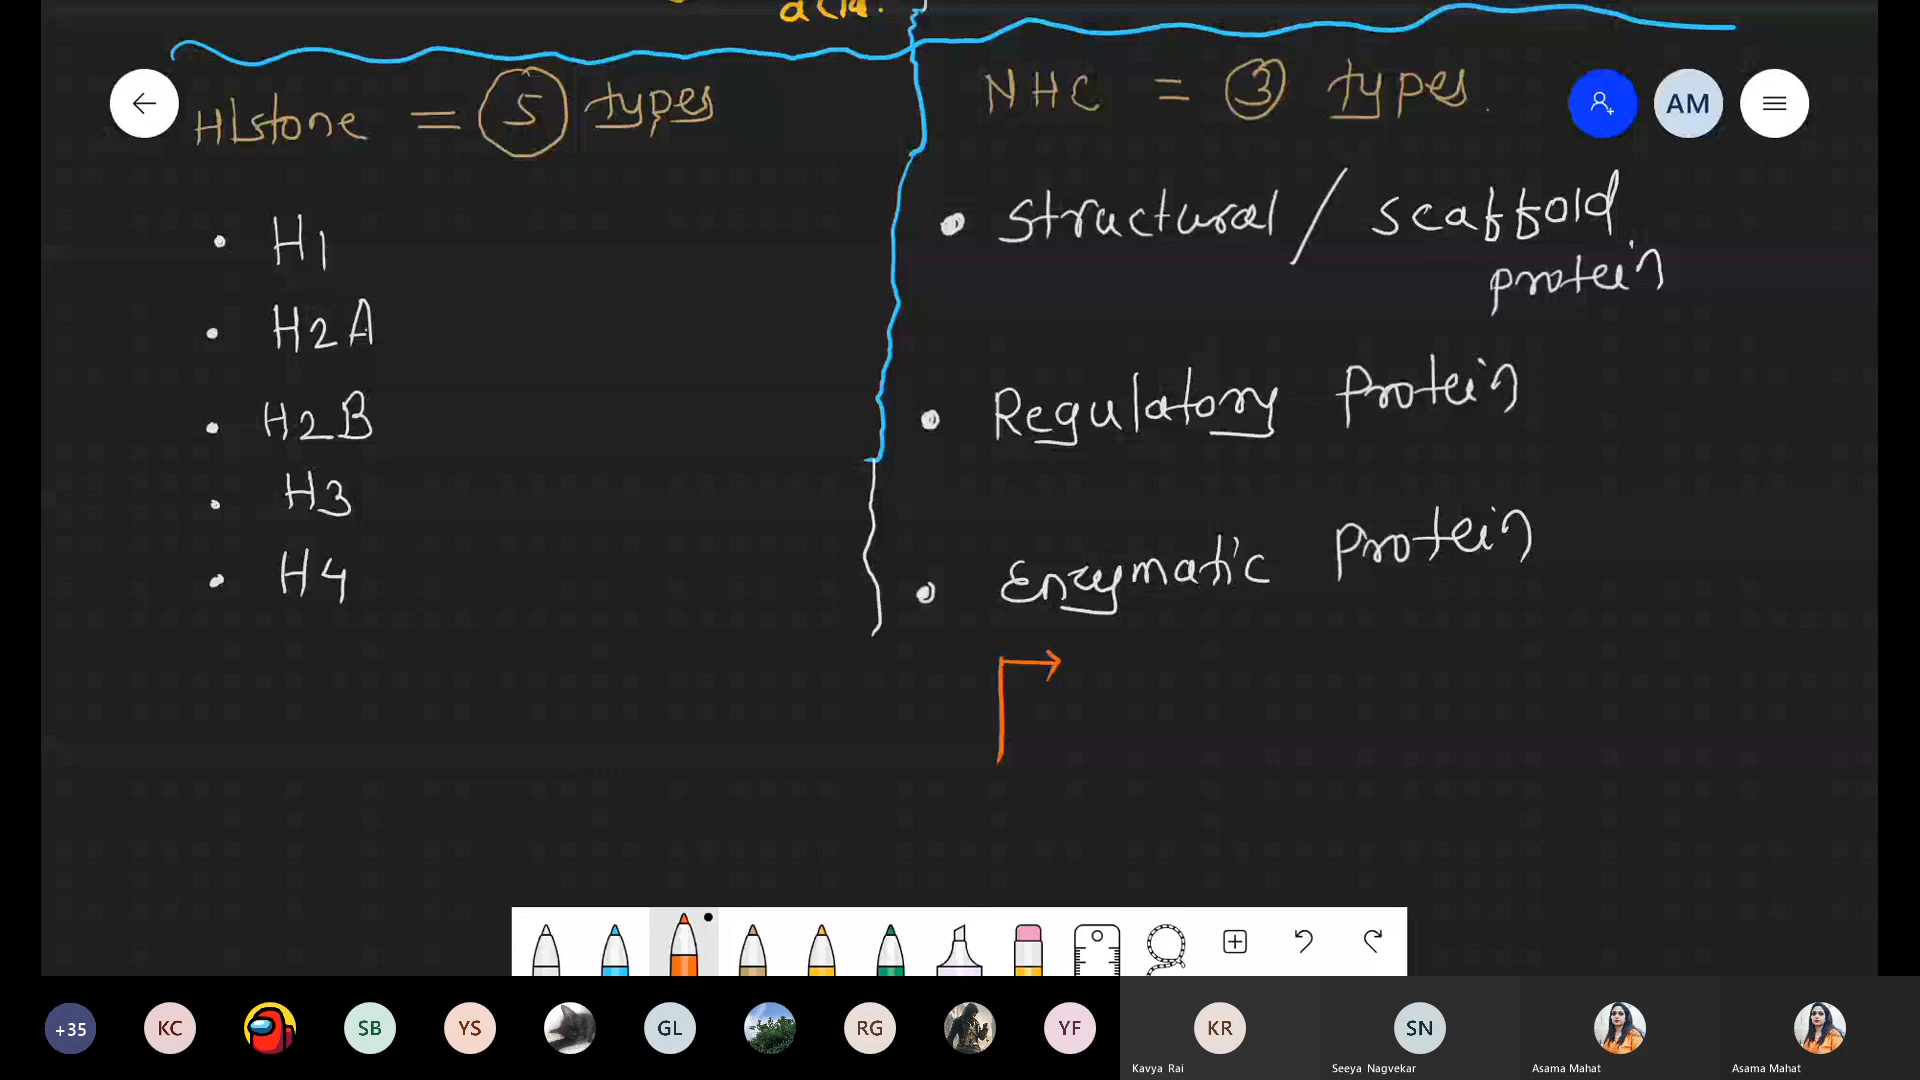 acid.
HIstone = 5 types
• H1
• H2A
• H2B
• H3
• H4
NHC = 3 types.
• Structural / scaffold
protein
• Regulatory Protein
• Enzymatic Protein
AM
+35
KC
SB
YS
GL
RG
YF
KR
Kavya Rai
SN
Seeya Nagvekar
Asama Mahat
Asama Mahat